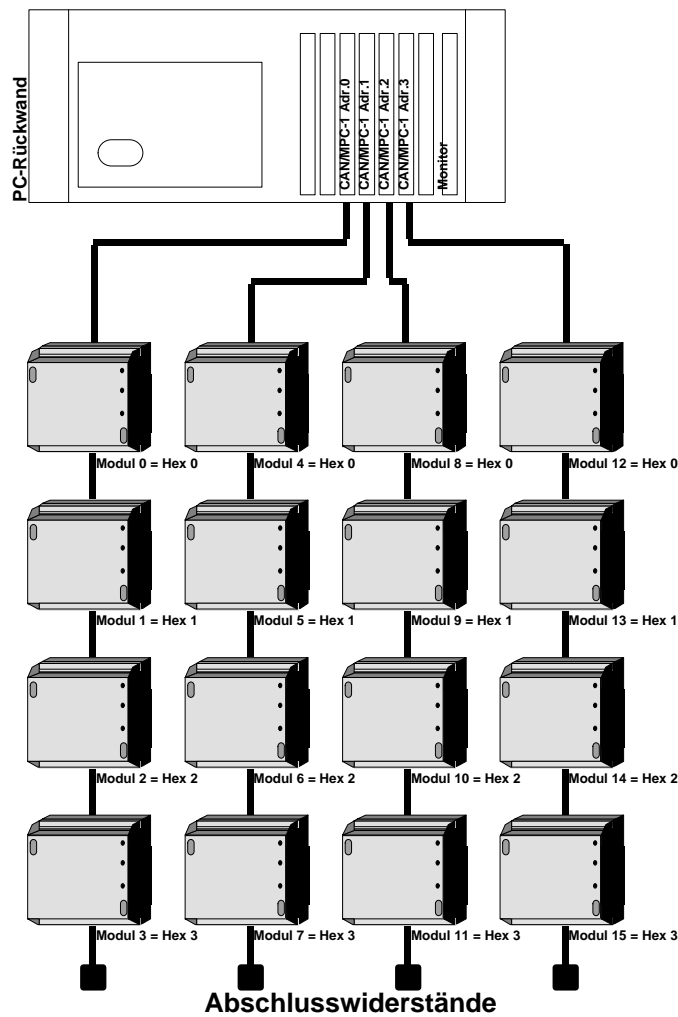 PC-Rückwand
CAN/MPC-1 Adr.0
CAN/MPC-1 Adr.1
CAN/MPC-1 Adr.2
CAN/MPC-1 Adr.3
Monitor
Modul 0 = Hex 0
Modul 4 = Hex 0
Modul 8 = Hex 0
Modul 12 = Hex 0
Modul 1 = Hex 1
Modul 5 = Hex 1
Modul 9 = Hex 1
Modul 13 = Hex 1
Modul 2 = Hex 2
Modul 6 = Hex 2
Modul 10 = Hex 2
Modul 14 = Hex 2
Modul 3 = Hex 3
Modul 7 = Hex 3
Modul 11 = Hex 3
Modul 15 = Hex 3
Abschlusswiderstände